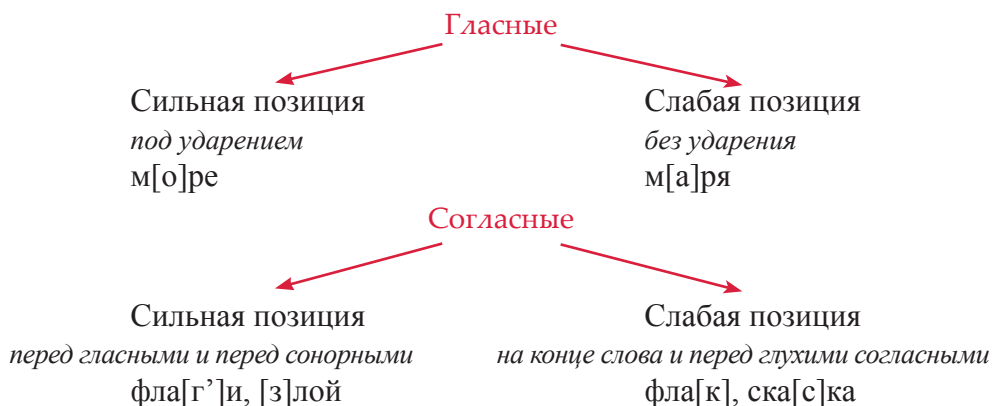 Гласные
Сильная позиция Слабая позиция
под ударением без ударения
м[о]ре м[а]ря
Согласные
Сильная позиция Слабая позиция
перед гласными и перед сонорными на конце слова и перед глухими согласными
фла[г’]и, [з]лой фла[к], ска[с]ка